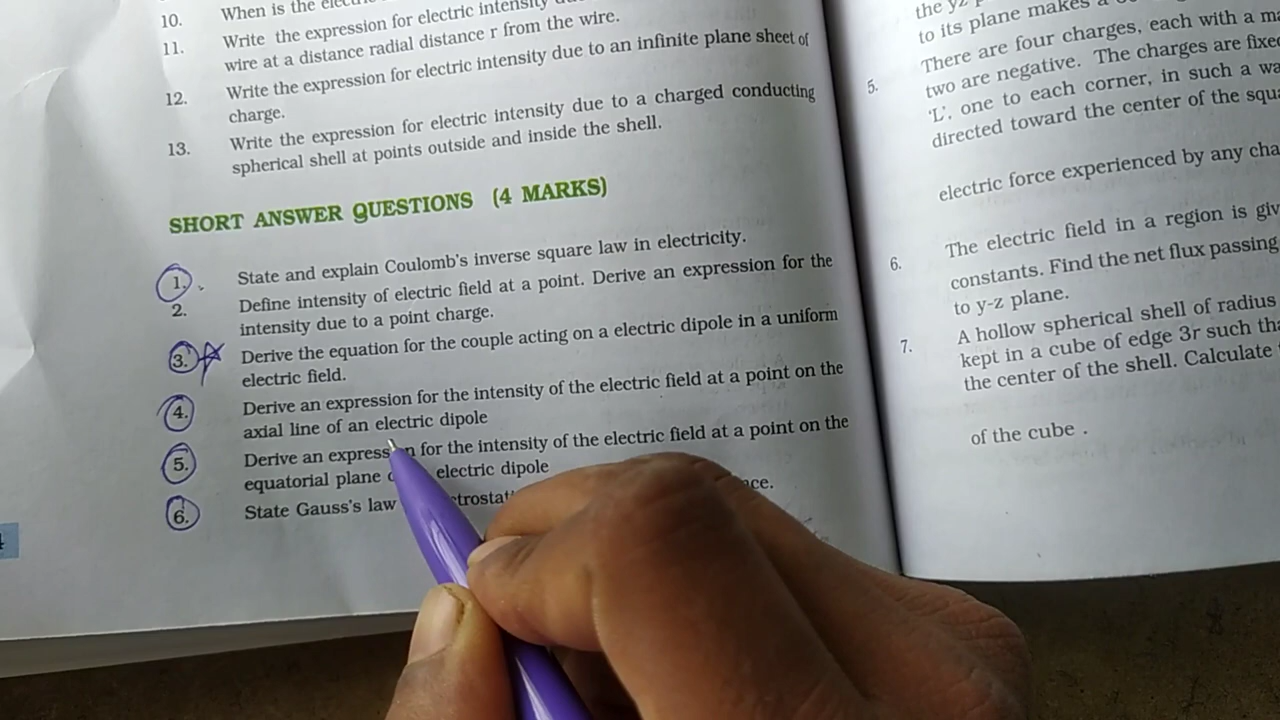 10. When is the
11. Write the expression for electric intensity
wire at a distance radial distance r from the wire.
12. Write the expression for electric intensity due to an infinite plane sheet of
charge.
13. Write the expression for electric intensity due to a charged conducting
spherical shell at points outside and inside the shell.
SHORT ANSWER QUESTIONS (4 MARKS)
1. State and explain Coulomb's inverse square law in electricity.
2. Define intensity of electric field at a point. Derive an expression for the
intensity due to a point charge.
3. Derive the equation for the couple acting on a electric dipole in a uniform
electric field.
4. Derive an expression for the intensity of the electric field at a point on the
axial line of an electric dipole
5. Derive an for the intensity of the electric field at a point on the
equatorial plane electric dipole
6. State Gauss's law
the
to its plane makes a
There are four charges, each with a
5. two are negative. The charges are
'L', one to each corner, in such a
directed toward the center of the
electric force experienced by any
6. The electric field in a region is
constants. Find the net flux passing
to y-z plane.
7. A hollow spherical shell of radius
kept in a cube of edge 3r such
the center of the shell. Calculate
of the cube .